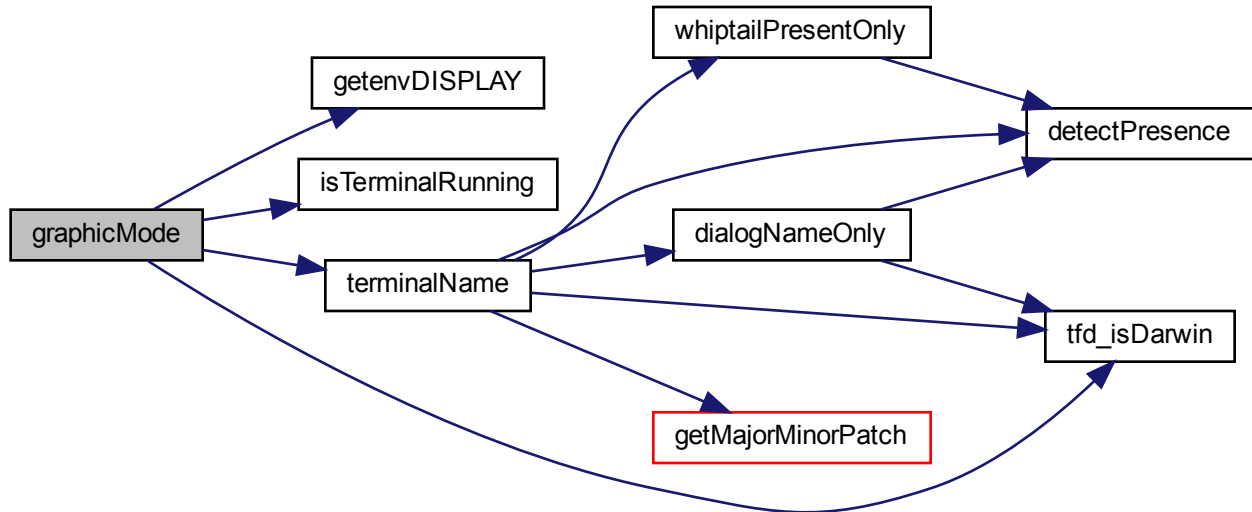 whiptailPresentOnly
getenvDISPLAY
detectPresence
isTerminalRunning
graphicMode
dialogNameOnly
terminalName
tfd_isDarwin
getMajorMinorPatch